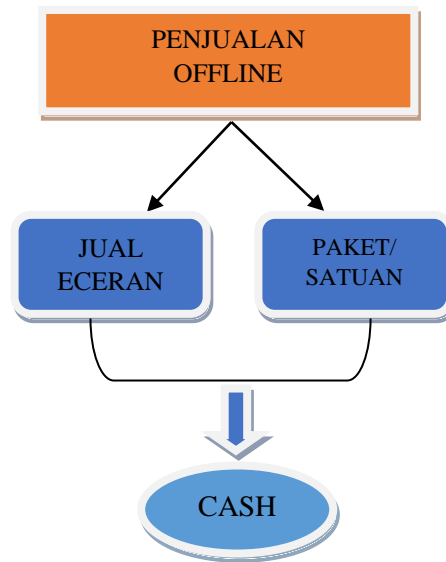 PENJUALAN
OFFLINE
JUAL
ECERAN
PAKET/
SATUAN
CASH